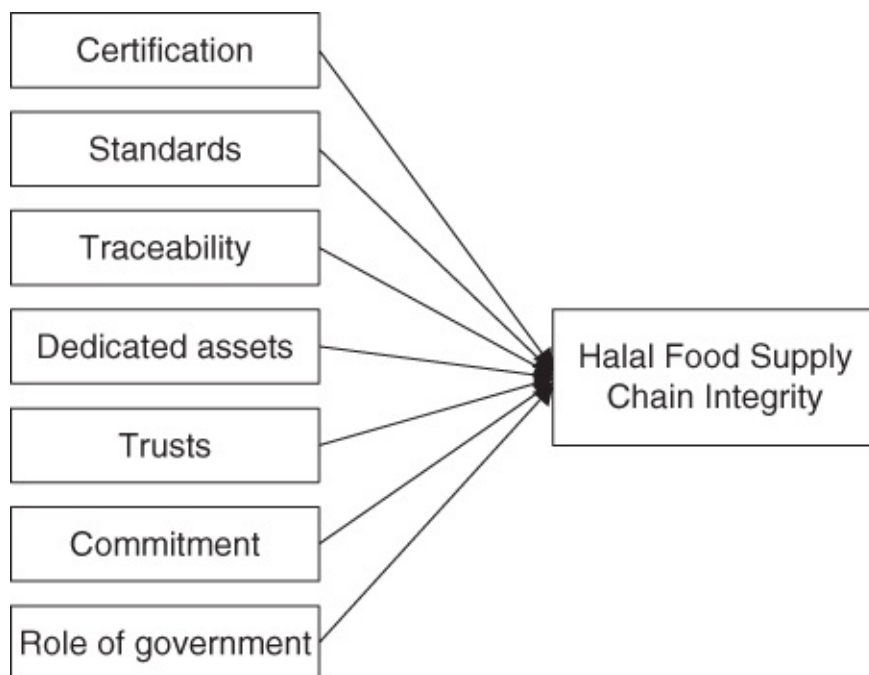 Certification
Standards
Traceability
Dedicated assets
Trusts
Commitment
Role of government
Halal Food Supply
Chain Integrity